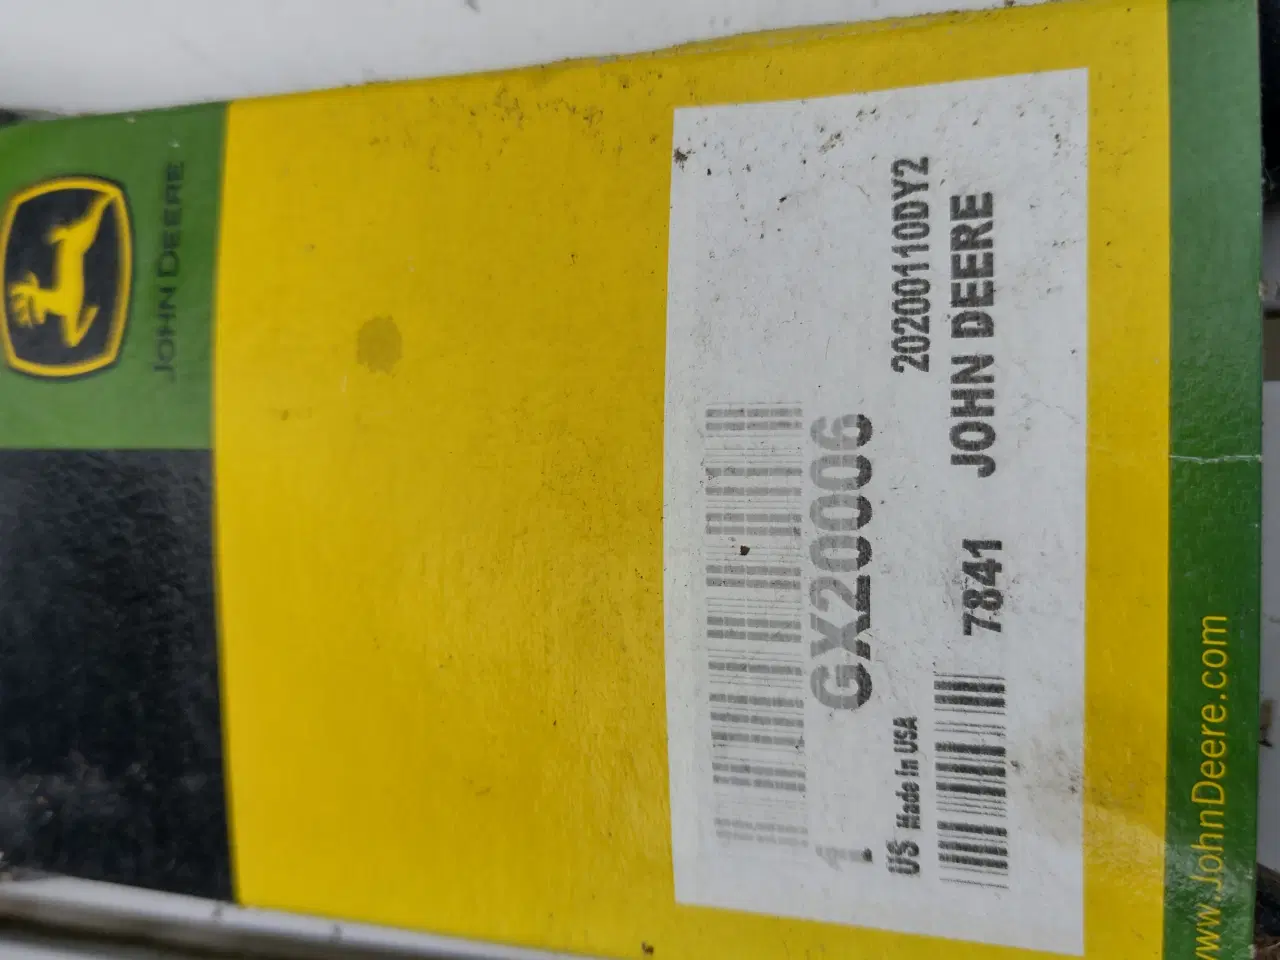 JOHN DEERE
1 GX20006
US Made In USA 20200110DY2
7841 JOHN DEERE
www.JohnDeere.com